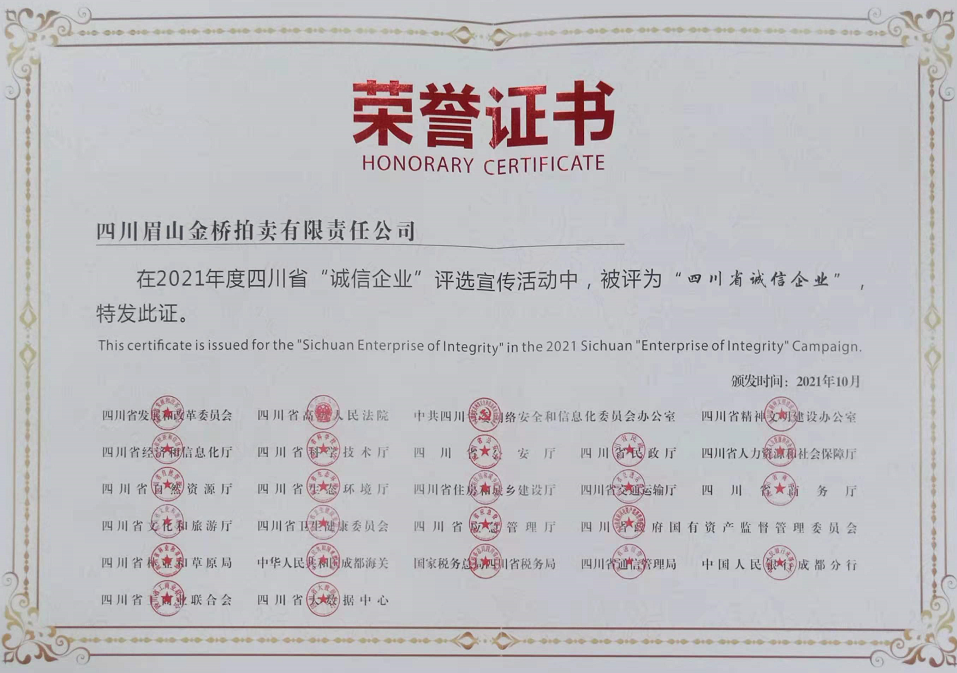 荣誉证书
HONORARY CERTIFICATE
四川眉山金桥拍卖有限责任公司
在2021年度四川省“诚信企业”评选宣传活动中，被评为“四川省诚信企业”，
特发此证。
This certificate is issued for the "Sichuan Enterprise of Integrity" in the 2021 Sichuan "Enterprise of Integrity" Campaign.
颁发时间：2021年10月
四川省发展和改革委员会 四川省高级人民法院 中共四川省委网络安全和信息化委员会办公室 四川省精神文明建设办公室
四川省经济和信息化厅 四川省科学技术厅 四川省公安厅 四川省民政厅 四川省人力资源和社会保障厅
四川省自然资源厅 四川省生态环境厅 四川省住房和城乡建设厅 四川省交通运输厅 四川省商务厅
四川省文化和旅游厅 四川省卫生健康委员会 四川省应急管理厅 四川省政府国有资产监督管理委员会
四川省林业和草原局 中华人民共和国成都海关 国家税务总局四川省税务局 四川省通信管理局 中国人民银行成都分行
四川省工商业联合会 四川省大数据中心